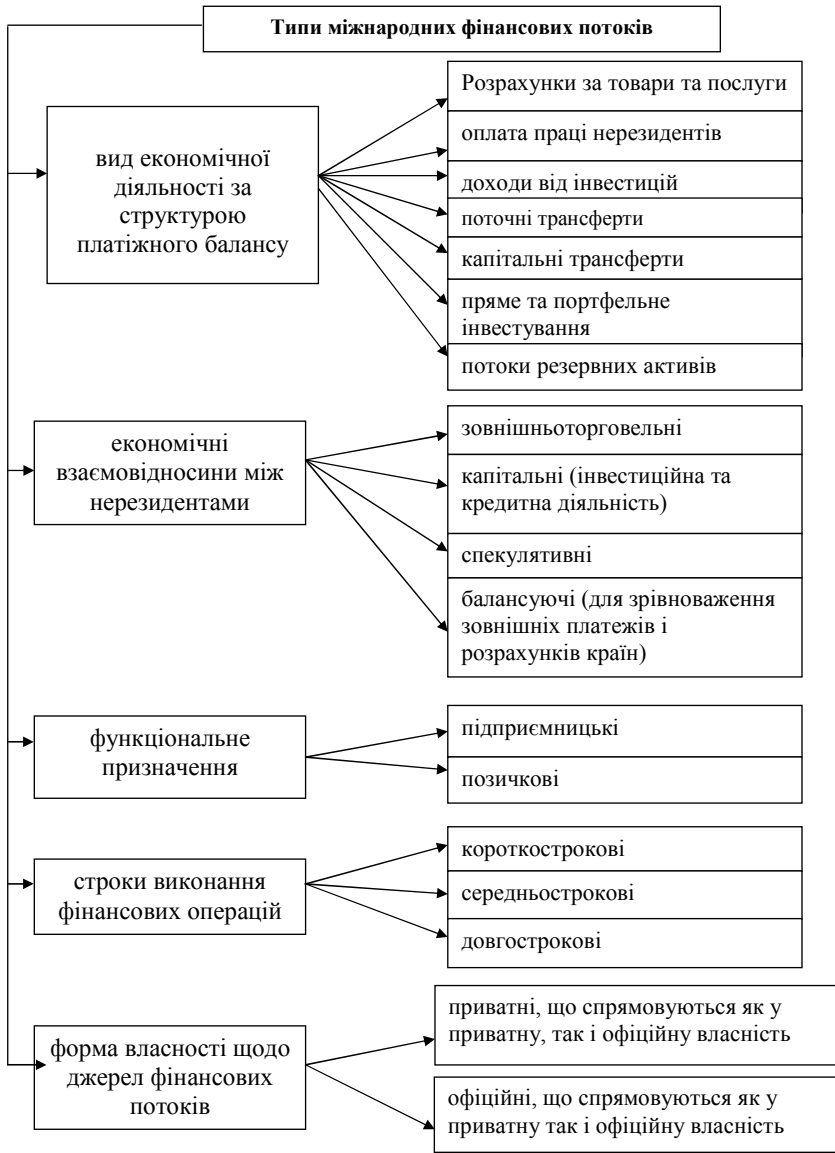 Типи міжнародних фінансових потоків
вид економічної
діяльності за
структурою
платіжного балансу
Розрахунки за товари та послуги
оплата праці нерезидентів
доходи від інвестицій
поточні трансферти
капітальні трансферти
пряме та портфельне
інвестування
потоки резервних активів
економічні
взаємовідносини між
нерезидентами
зовнішньоторговельні
капітальні (інвестиційна та
кредитна діяльність)
спекулятивні
балансуючі (для зрівноваження
зовнішніх платежів і
розрахунків країн)
функціональне
призначення
підприємницькі
позичкові
строки виконання
фінансових операцій
короткострокові
середньострокові
довгострокові
форма власності щодо
джерел фінансових
потоків
приватні, що спрямовуються як у
приватну, так і офіційну власність
офіційні, що спрямовуються як у
приватну так і офіційну власність